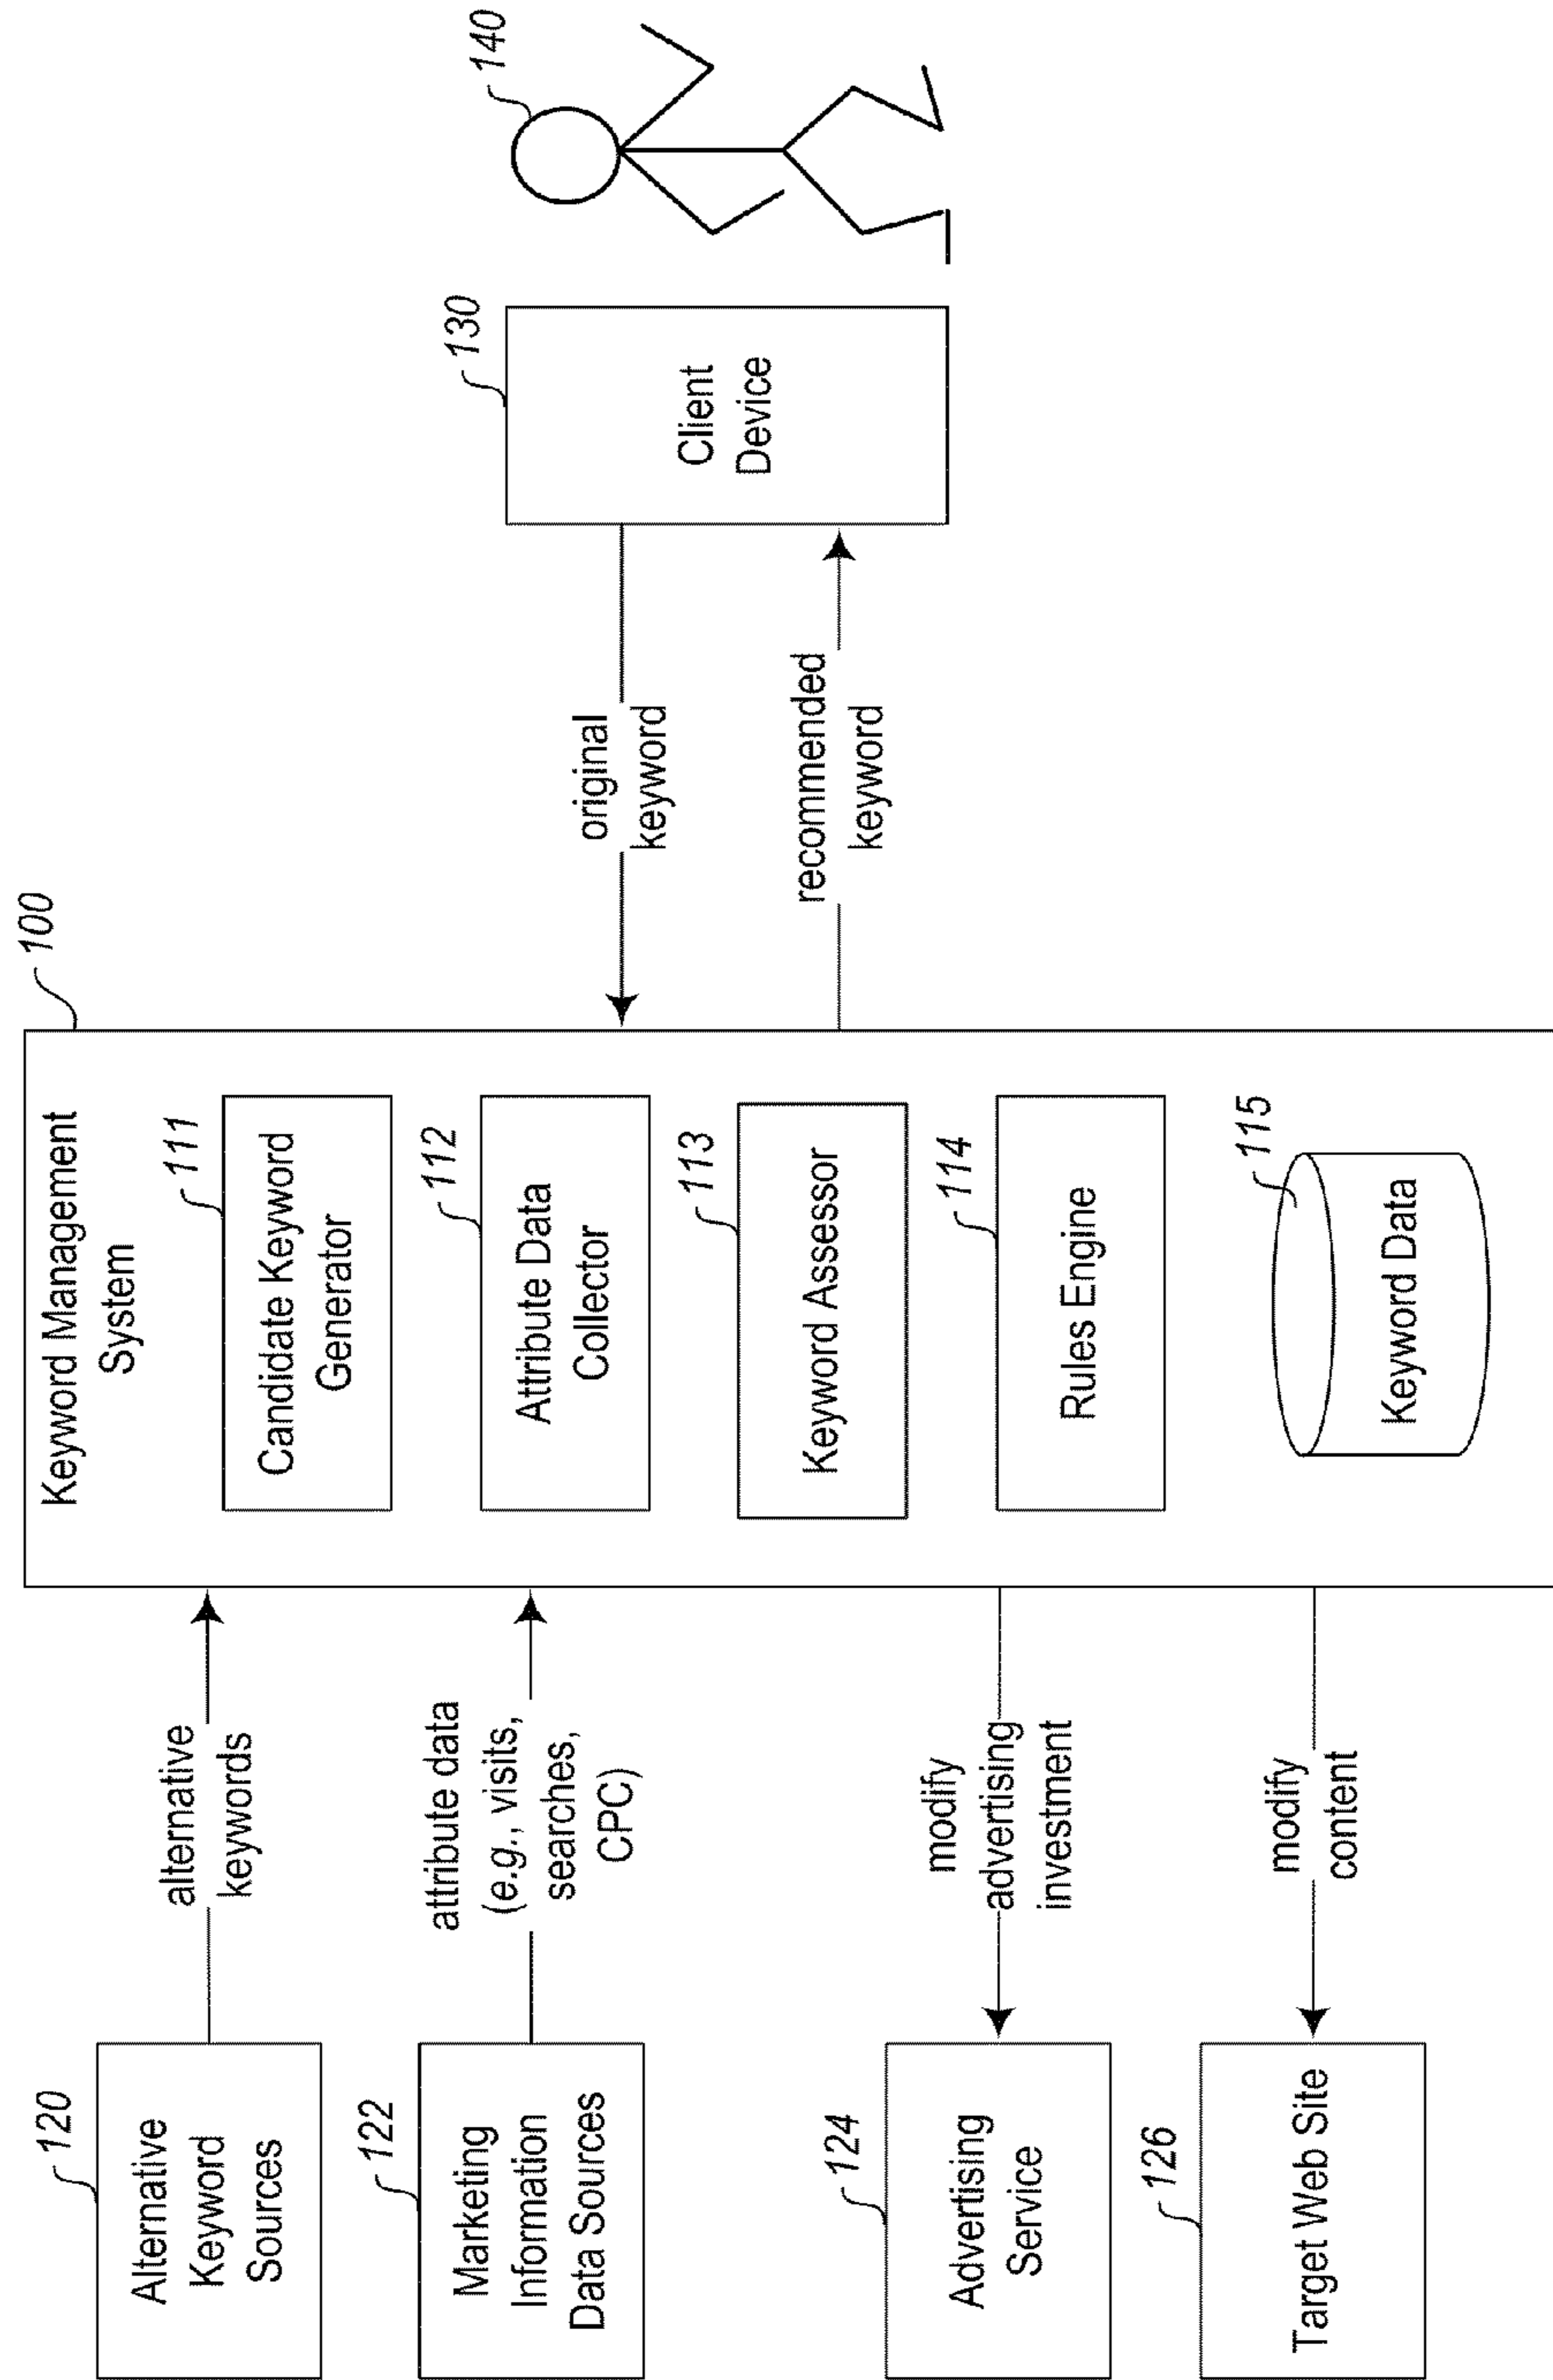 120
Alternative
Keyword
Sources
122
Marketing
Information
Data Sources
124
Advertising
Service
126
Target Web Site
alternative
keywords
attribute data
(e.g., visits,
searches,
CPC)
modify
advertising
investment
modify
content
100
Keyword Management
System
111
Candidate Keyword
Generator
112
Attribute Data
Collector
113
Keyword Assessor
114
Rules Engine
115
Keyword Data
original
keyword
recommended
keyword
130
Client
Device
140